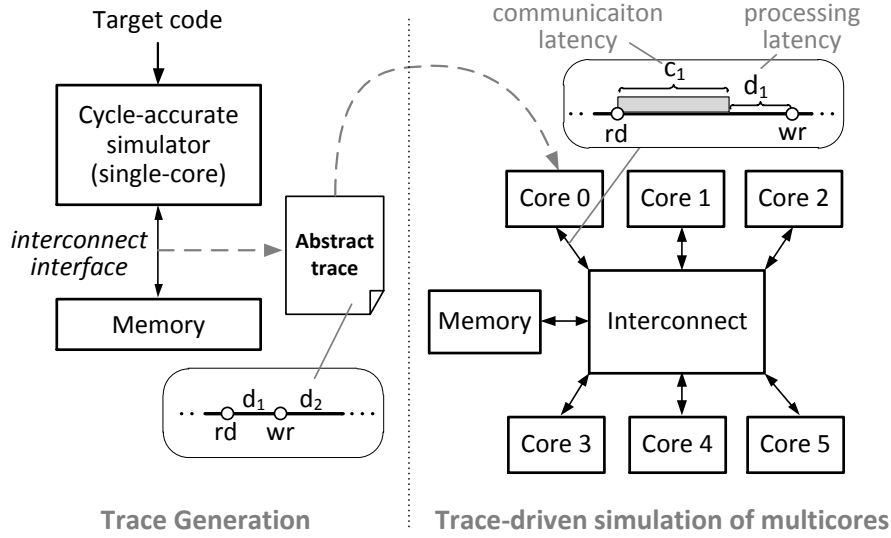 Target code
Cycle-accurate
simulator
(single-core)
interconnect
interface
Memory
Abstract
trace
· · · d₁ d₂ · · ·
rd wr
Trace Generation
communicaiton
latency
processing
latency
c₁
d₁
· · · · · ·
rd wr
Core 0
Core 1
Core 2
Memory
Interconnect
Core 3
Core 4
Core 5
Trace-driven simulation of multicores